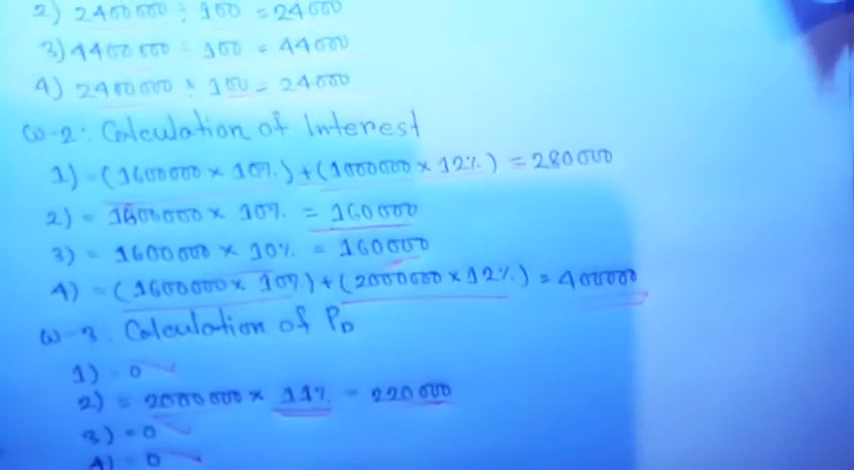 2) 2400000 ÷ 100 = 24000
3) 4400000 ÷ 100 = 44000
4) 2400000 ÷ 100 = 24000
W-2: Calculation of Interest
1) = (1600000 × 10%) + (1000000 × 12%) = 280000
2) = 1600000 × 10% = 160000
3) = 1600000 × 10% = 160000
4) = (1600000 × 10%) + (2000000 × 12%) = 400000
W-3. Calculation of PD
1) = 0
2) = 2000000 × 11% = 220000
3) = 0
4) = 0